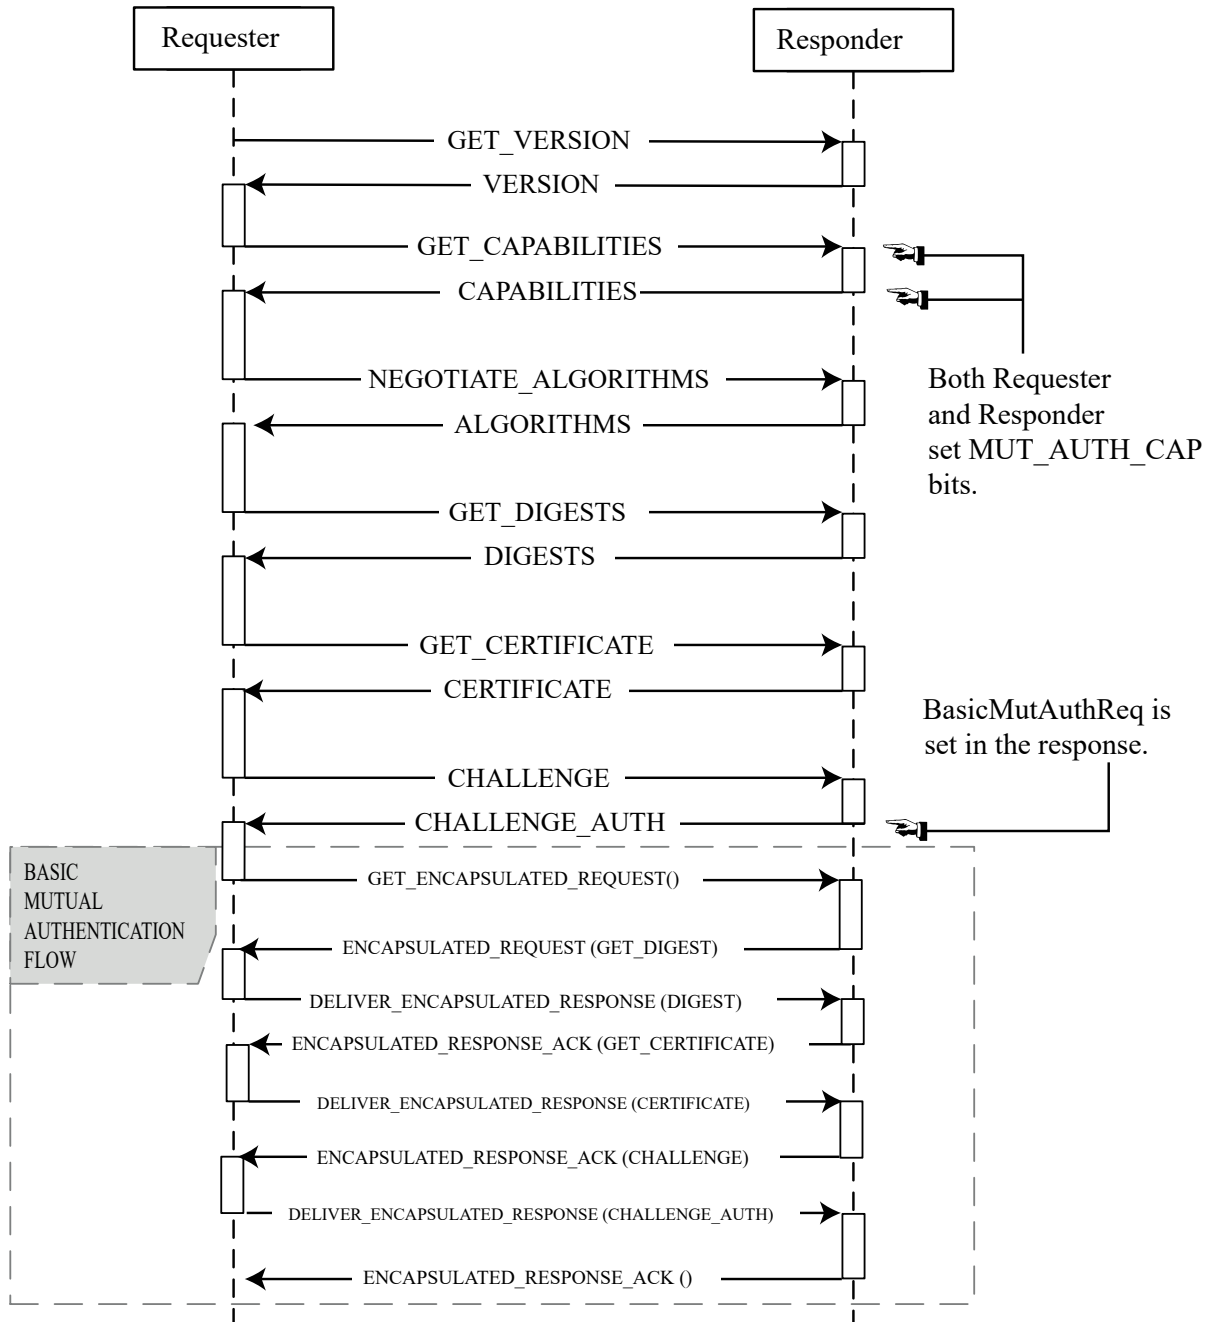 Requester
Responder
GET_VERSION
VERSION
GET_CAPABILITIES
CAPABILITIES
NEGOTIATE_ALGORITHMS
Both Requester
and Responder
set MUT_AUTH_CAP
bits.
ALGORITHMS
GET_DIGESTS
DIGESTS
GET_CERTIFICATE
CERTIFICATE
BasicMutAuthReq is
set in the response.
CHALLENGE
CHALLENGE_AUTH
BASIC
MUTUAL
AUTHENTICATION
FLOW
GET_ENCAPSULATED_REQUEST()
ENCAPSULATED_REQUEST (GET_DIGEST)
DELIVER_ENCAPSULATED_RESPONSE (DIGEST)
ENCAPSULATED_RESPONSE_ACK (GET_CERTIFICATE)
DELIVER_ENCAPSULATED_RESPONSE (CERTIFICATE)
ENCAPSULATED_RESPONSE_ACK (CHALLENGE)
DELIVER_ENCAPSULATED_RESPONSE (CHALLENGE_AUTH)
ENCAPSULATED_RESPONSE_ACK ()